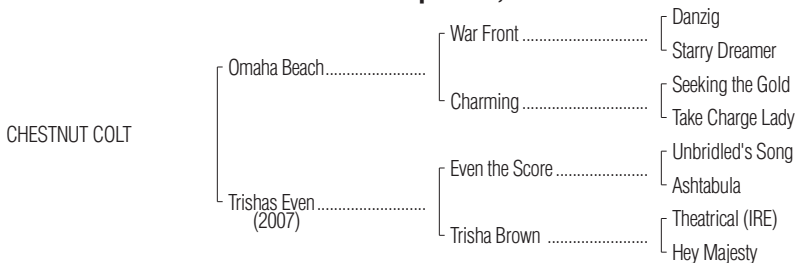 Danzig
War Front ..............................
Starry Dreamer
Omaha Beach........................
Seeking the Gold
Charming ..............................
Take Charge Lady
CHESTNUT COLT
Unbridled's Song
Even the Score ......................
Ashtabula
Trishas Even..........................
(2007)
Theatrical (IRE)
Trisha Brown ........................
Hey Majesty